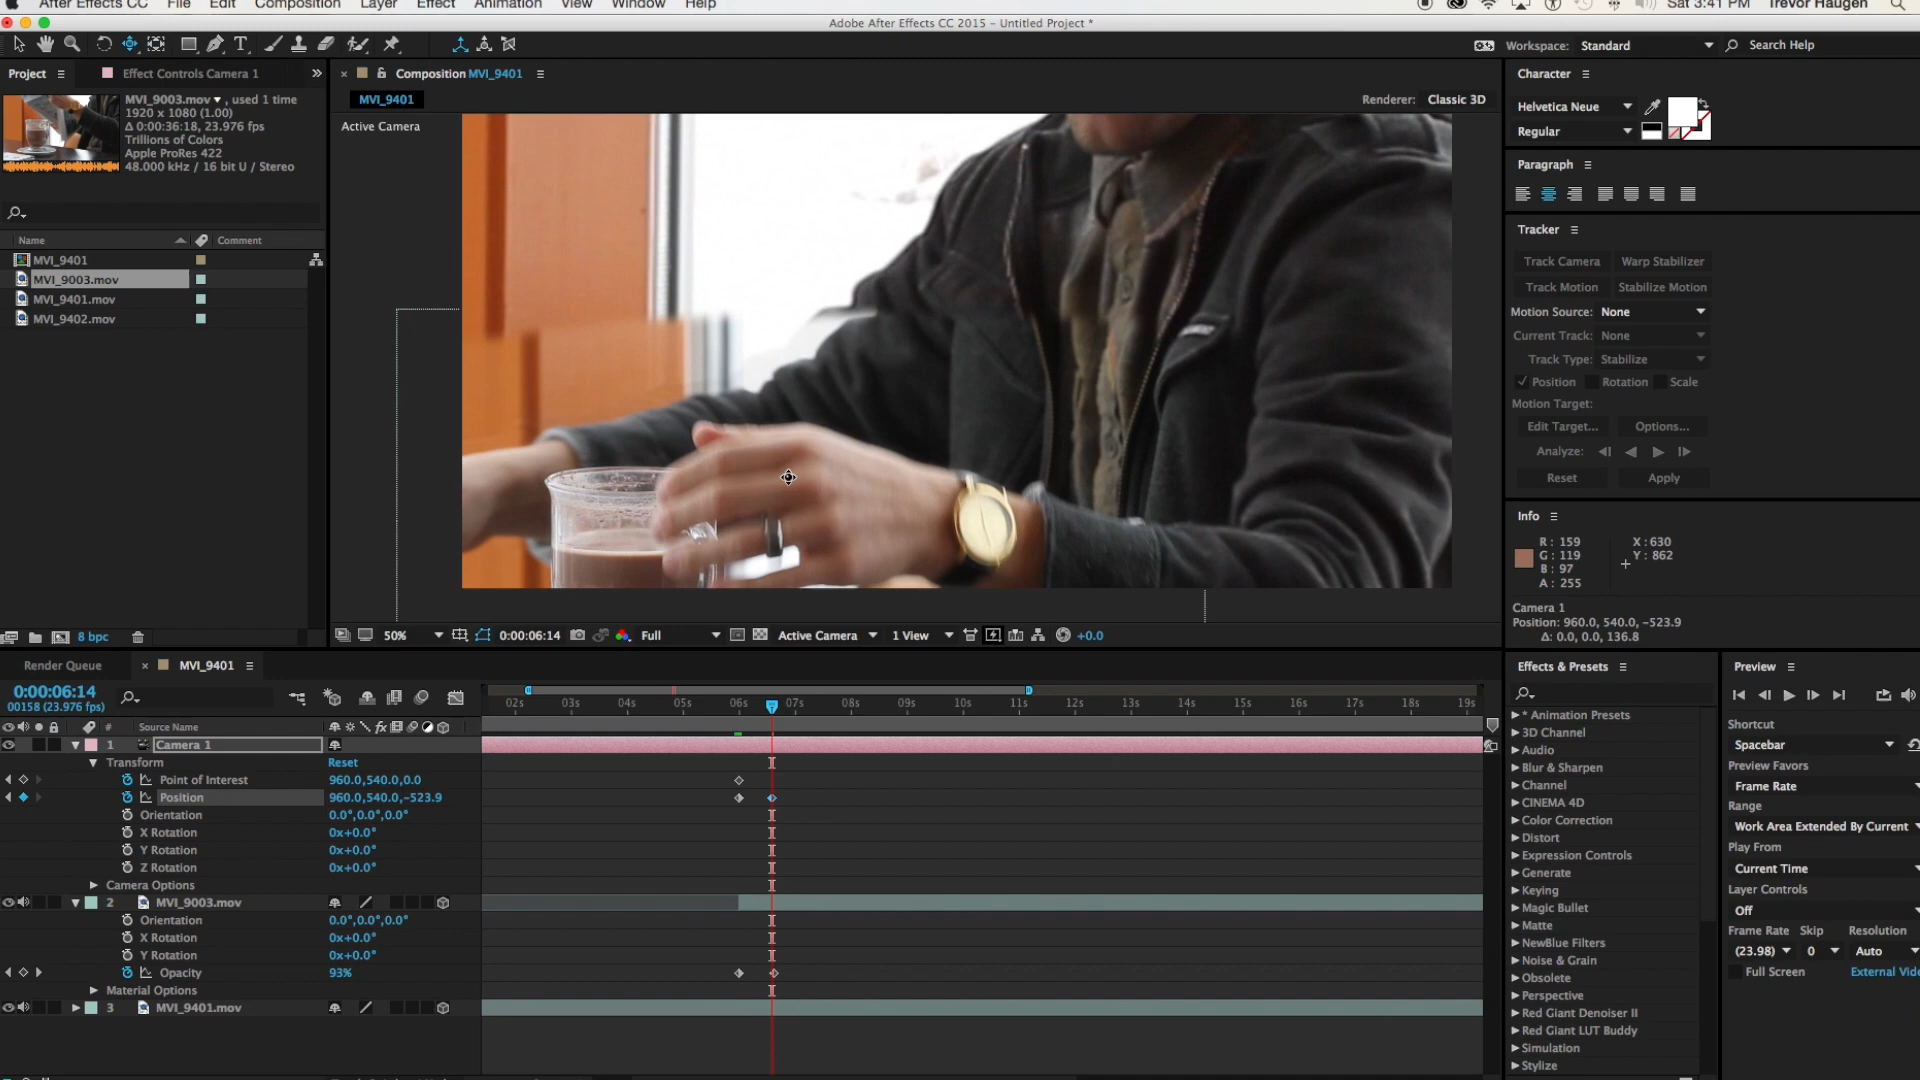 After Effects CC File Edit Composition Layer Effect Animation View Window Help Sat 3:41 PM Trevor Haugen
Adobe After Effects CC 2015 – Untitled Project *
Workspace: Standard Search Help
Project Effect Controls Camera 1
MVI_9003.mov , used 1 time
1920 x 1080 (1.00)
Δ 0:00:36:18, 23.976 fps
Trillions of Colors
Apple ProRes 422
48.000 kHz / 16 bit U / Stereo
Name Comment
MVI_9401
MVI_9003.mov
MVI_9401.mov
MVI_9402.mov
8 bpc
Composition MVI_9401
MVI_9401
Renderer: Classic 3D
Active Camera
50% 0:00:06:14 Full Active Camera 1 View +0.0
Character
Helvetica Neue
Regular
Paragraph
Tracker
Track Camera Warp Stabilizer
Track Motion Stabilize Motion
Motion Source: None
Current Track: None
Track Type: Stabilize
Position Rotation Scale
Motion Target:
Edit Target... Options...
Analyze:
Reset Apply
Info
R: 159 X: 630
G: 119 Y: 862
B: 97
A: 255
Camera 1
Position: 960.0, 540.0, -523.9
Δ: 0.0, 0.0, 136.8
Render Queue MVI_9401
0:00:06:14
00158 (23.976 fps)
02s 03s 04s 05s 06s 07s 08s 09s 10s 11s 12s 13s 14s 15s 16s 17s 18s 19s
# Source Name fx
1 Camera 1
Transform Reset
Point of Interest 960.0,540.0,0.0
Position 960.0,540.0,-523.9
Orientation 0.0°,0.0°,0.0°
X Rotation 0x+0.0°
Y Rotation 0x+0.0°
Z Rotation 0x+0.0°
Camera Options
2 MVI_9003.mov
Orientation 0.0°,0.0°,0.0°
X Rotation 0x+0.0°
Y Rotation 0x+0.0°
Opacity 93%
Material Options
3 MVI_9401.mov
Effects & Presets
* Animation Presets
3D Channel
Audio
Blur & Sharpen
Channel
CINEMA 4D
Color Correction
Distort
Expression Controls
Generate
Keying
Magic Bullet
Matte
NewBlue Filters
Noise & Grain
Obsolete
Perspective
Red Giant Denoiser II
Red Giant LUT Buddy
Simulation
Stylize
Preview
Shortcut
Spacebar
Preview Favors
Frame Rate
Range
Work Area Extended By Current
Play From
Current Time
Layer Controls
Off
Frame Rate Skip Resolution
(23.98) 0 Auto
Full Screen External Vide